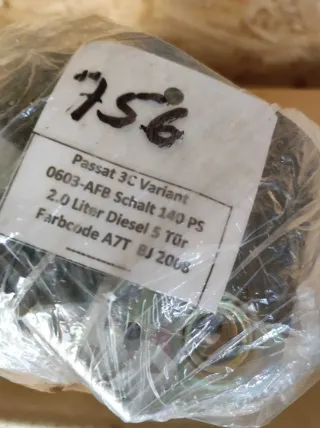 756
Passat 3C Variant
0603-AFB Schalt 140 PS
2.0 Liter Diesel 5 Tür
Farbcode A7T BJ 2008